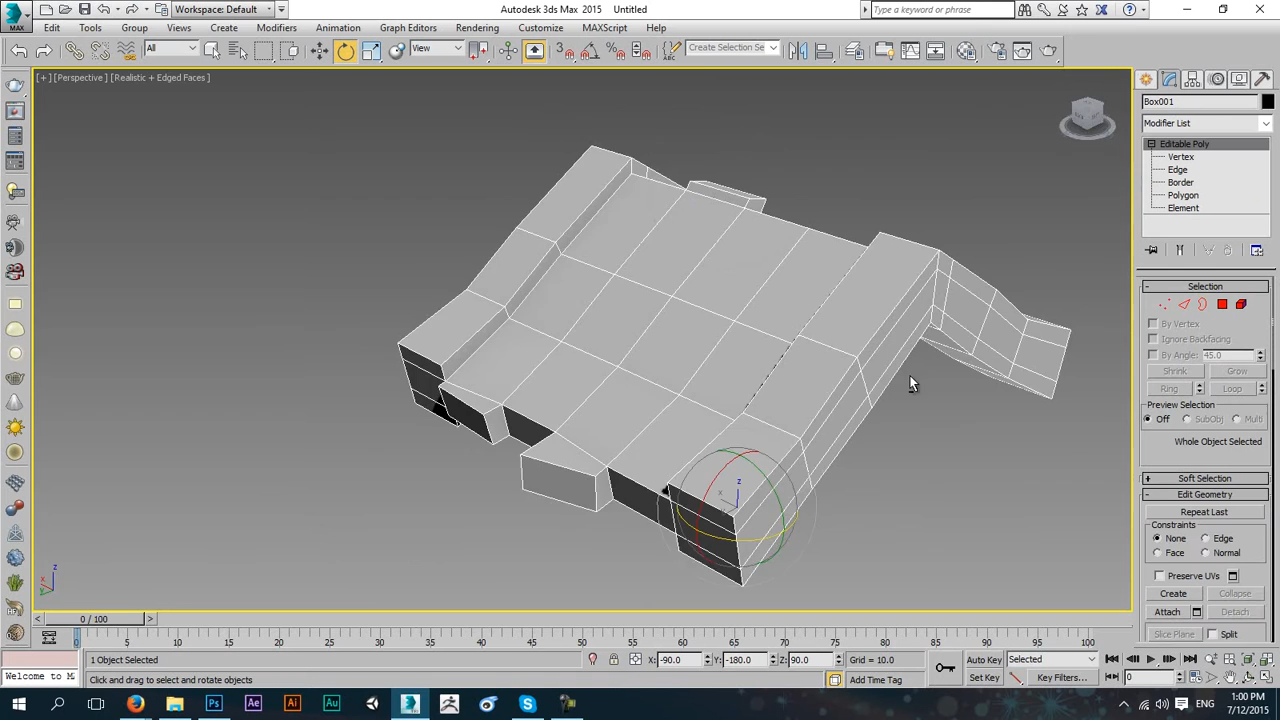 MAX
Workspace: Default
Autodesk 3ds Max 2015 Untitled
Type a keyword or phrase
Edit Tools Group Views Create Modifiers Animation Graph Editors Rendering Customize MAXScript Help
All
View
Create Selection Se
[+] [Perspective] [Realistic + Edged Faces]
Box001
Modifier List
Editable Poly
Vertex
Edge
Border
Polygon
Element
Selection
By Vertex
Ignore Backfacing
By Angle: 45.0
Shrink Grow
Ring Loop
Preview Selection
Off SubObj Multi
Whole Object Selected
Soft Selection
Edit Geometry
Repeat Last
Constraints
None Edge
Face Normal
Preserve UVs
Create Collapse
Attach Detach
Slice Plane Split
z
x
z
x
y
0 / 100
0 5 10 15 20 25 30 35 40 45 50 55 60 65 70 75 80 85 90 95 100
1 Object Selected
X: -90.0 Y: -180.0 Z: 90.0 Grid = 10.0
Auto Key Selected
Welcome to M
Click and drag to select and rotate objects
Add Time Tag
Set Key Key Filters...
0
Ps Ae Ai Au
ENG
1:00 PM
7/12/2015